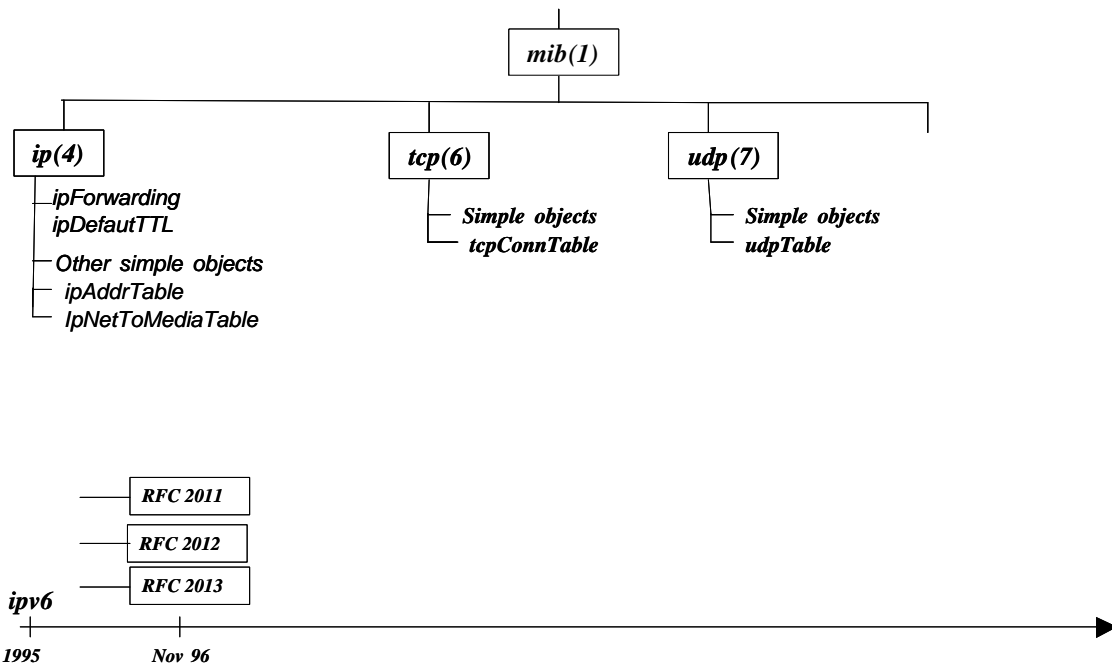 mib(1)
ip(4)
tcp(6)
udp(7)
ipForwarding
ipDefautTTL
Other simple objects
ipAddrTable
IpNetToMediaTable
Simple objects
tcpConnTable
Simple objects
udpTable
RFC 2011
RFC 2012
RFC 2013
ipv6
1995
Nov 96